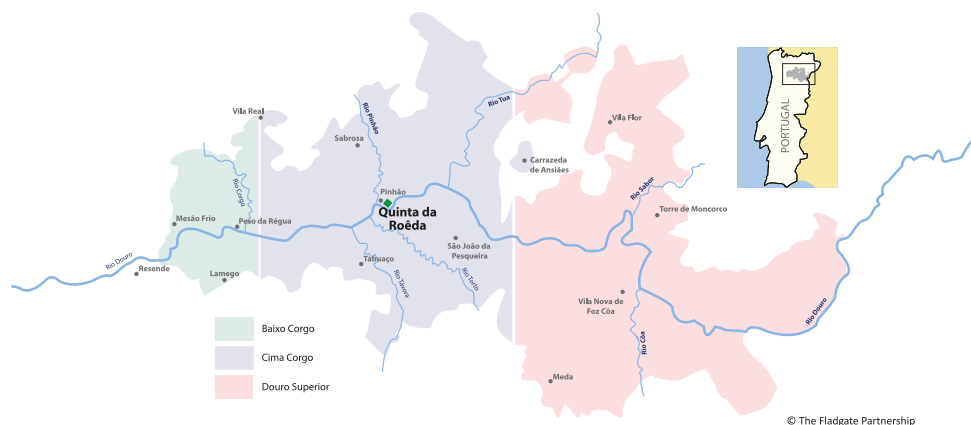 Vila Real
Rio Pinhão
Rio Tua
Vila Flor
PORTUGAL
Sabrosa
Carrazeda
de Ansiães
Rio Corgo
Pinhão
Quinta da
Roêda
Rio Sabor
Torre de Moncorco
Mesão Frio
Peso da Régua
São João da
Pesqueira
Rio Douro
Resende
Lamego
Tabuaço
Rio Távora
Rio Torto
Vila Nova de
Foz Côa
Rio Douro
Rio Côa
Meda
Baixo Corgo
Cima Corgo
Douro Superior
© The Fladgate Partnership